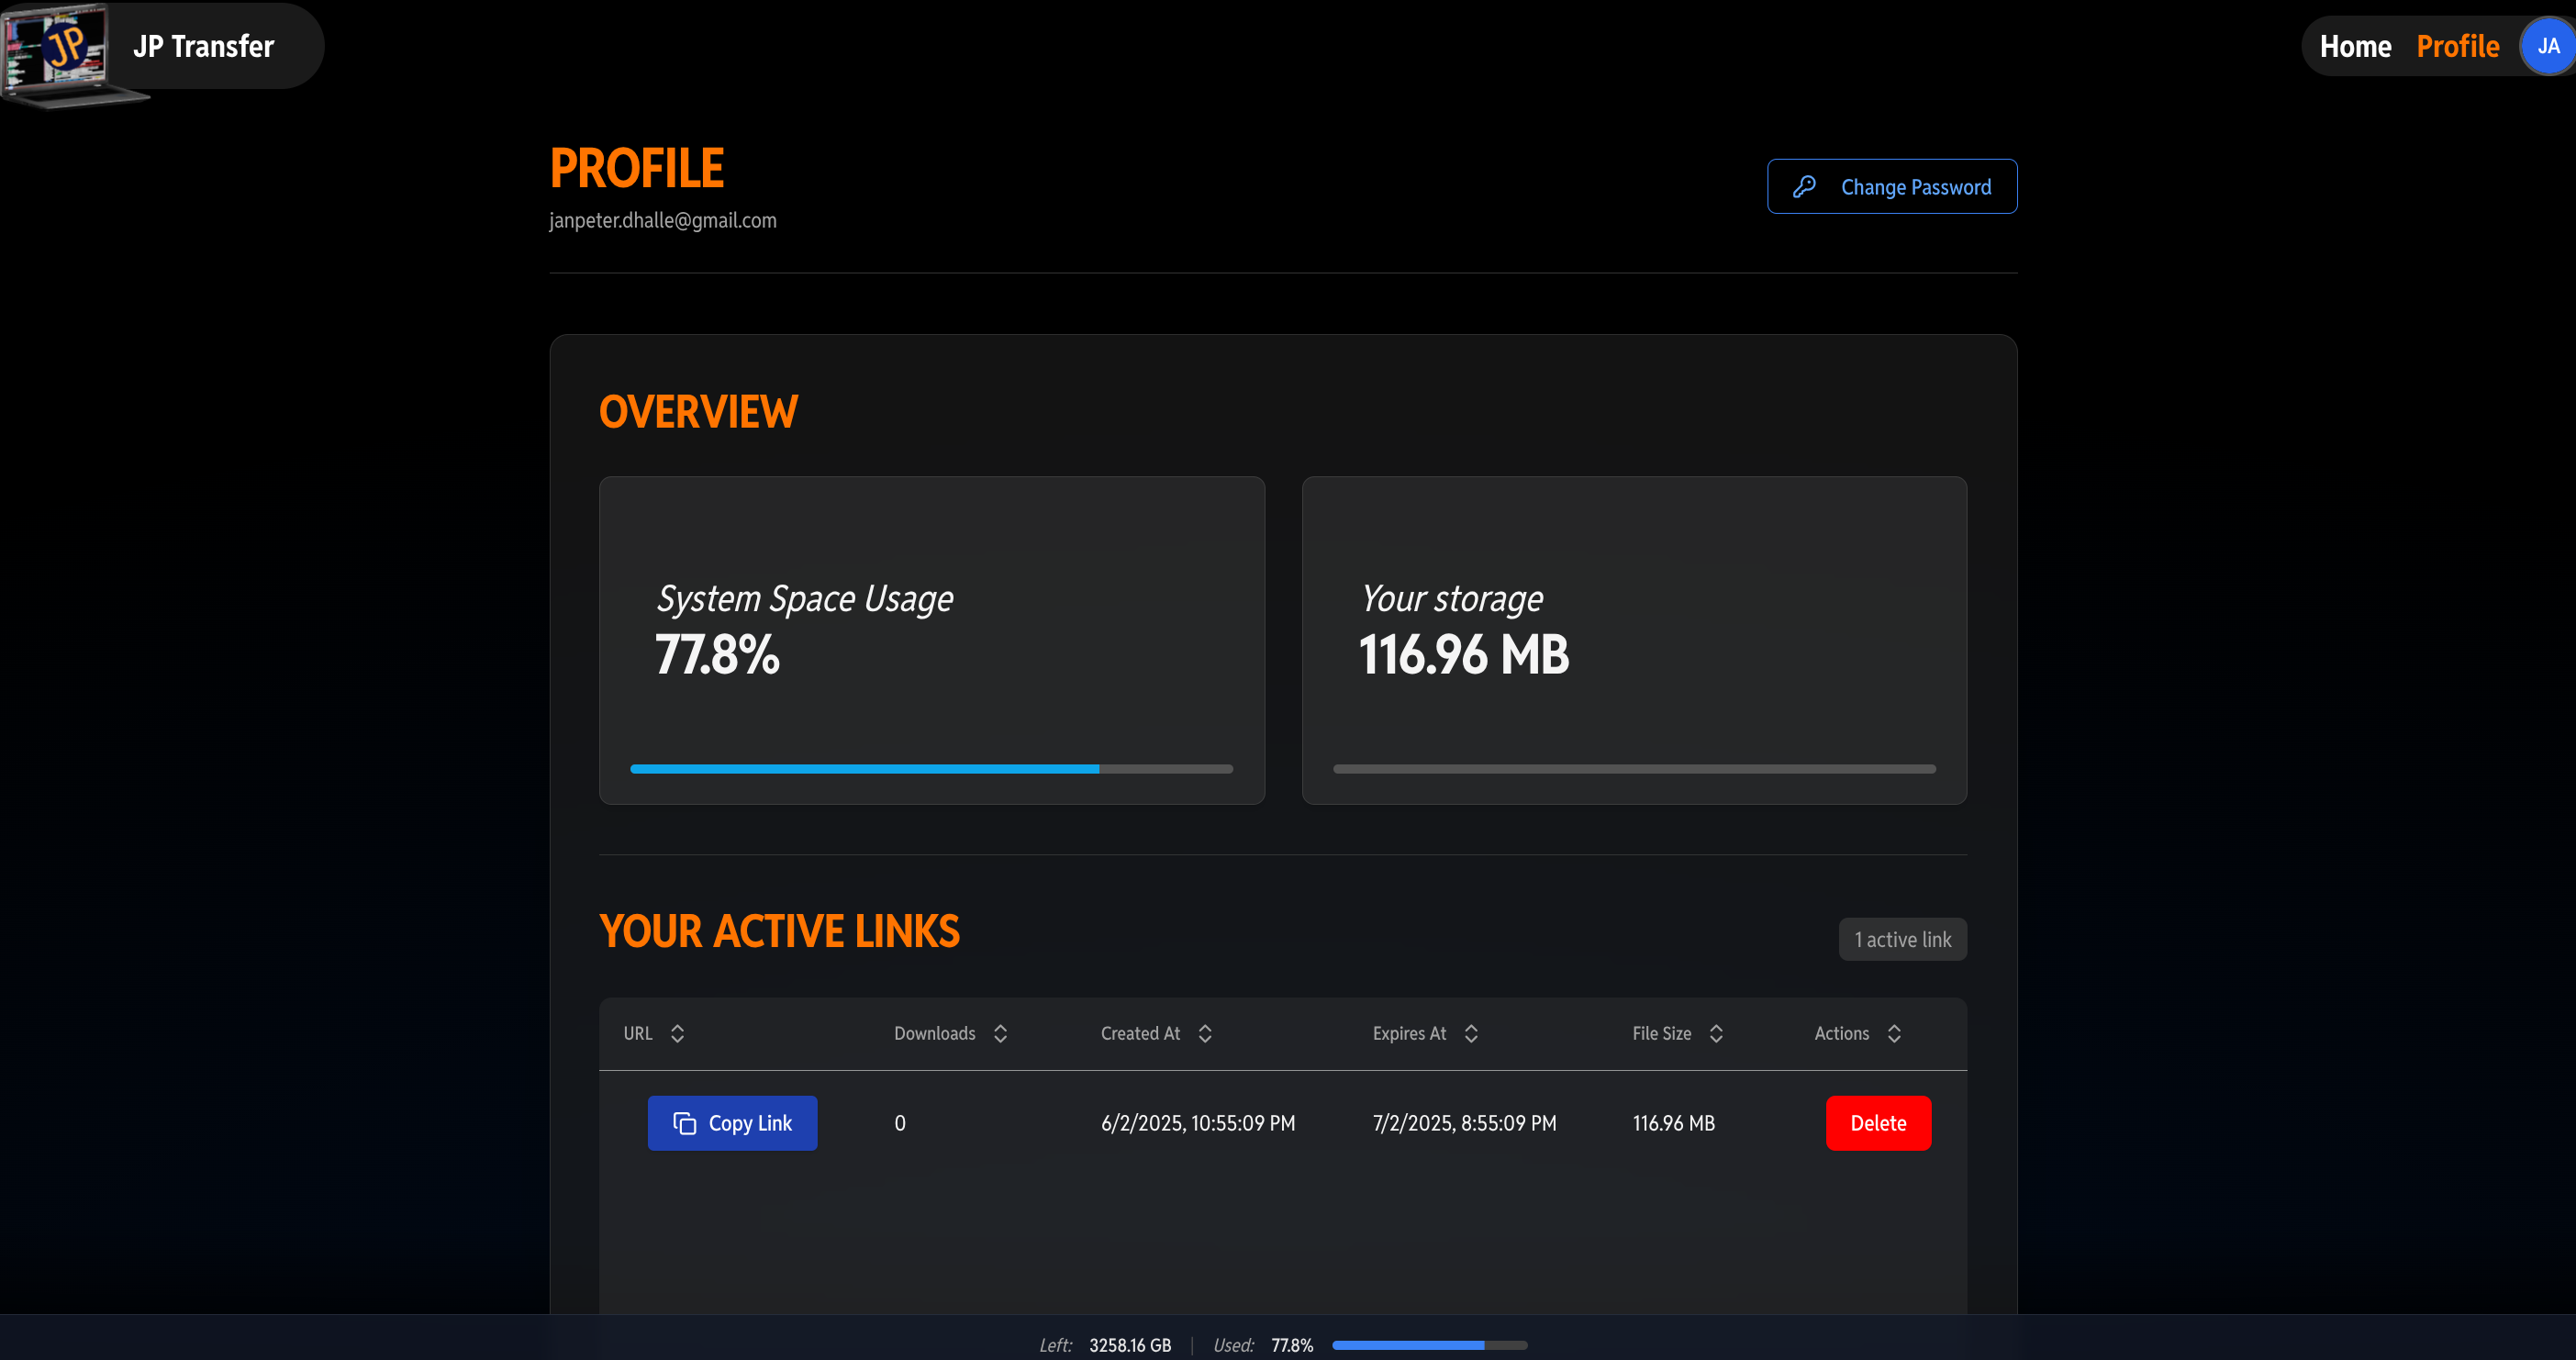 JP
JP Transfer
Home Profile JA
PROFILE
janpeter.dhalle@gmail.com
Change Password
OVERVIEW
System Space Usage
77.8%
Your storage
116.96 MB
YOUR ACTIVE LINKS
1 active link
URL Downloads Created At Expires At File Size Actions
Copy Link 0 6/2/2025, 10:55:09 PM 7/2/2025, 8:55:09 PM 116.96 MB Delete
Left: 3258.16 GB | Used: 77.8%